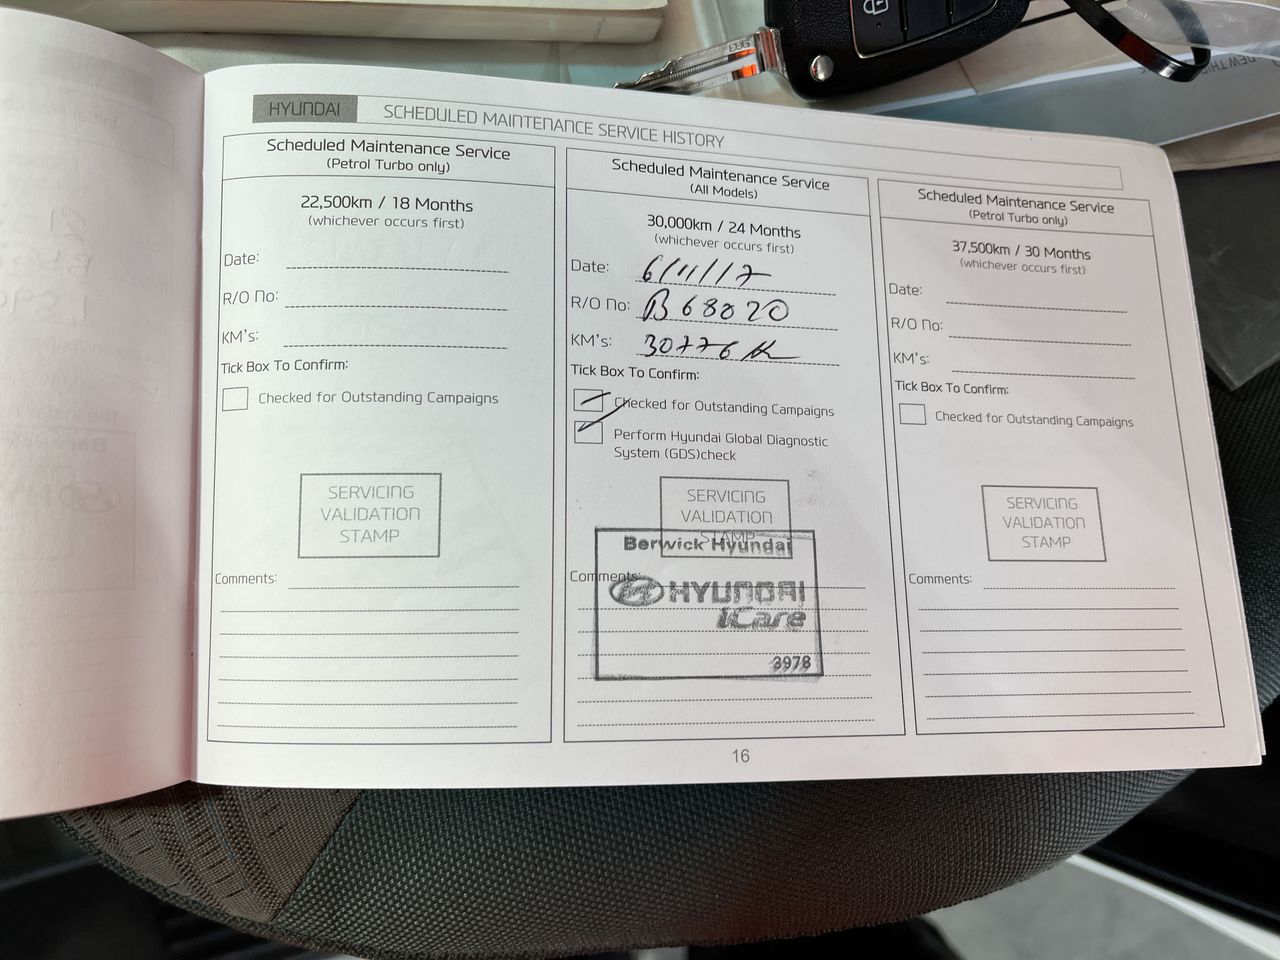 HYUNDAI SCHEDULED MAINTENANCE SERVICE HISTORY
Scheduled Maintenance Service
(Petrol Turbo only)
22,500km / 18 Months
(whichever occurs first)
Date:
R/O No:
KM's:
Tick Box To Confirm:
Checked for Outstanding Campaigns
SERVICING
VALIDATION
STAMP
Comments:
Scheduled Maintenance Service
(All Models)
30,000km / 24 Months
(whichever occurs first)
Date: 6/11/17
R/O No: B68020
KM's: 30776 K
Tick Box To Confirm:
Checked for Outstanding Campaigns
Perform Hyundai Global Diagnostic
System (GDS)check
SERVICING
VALIDATION
STAMP
Berwick Hyundai
Comments:
HYUNDAI
iCare
3978
Scheduled Maintenance Service
(Petrol Turbo only)
37,500km / 30 Months
(whichever occurs first)
Date:
R/O No:
KM's:
Tick Box To Confirm:
Checked for Outstanding Campaigns
SERVICING
VALIDATION
STAMP
Comments:
16